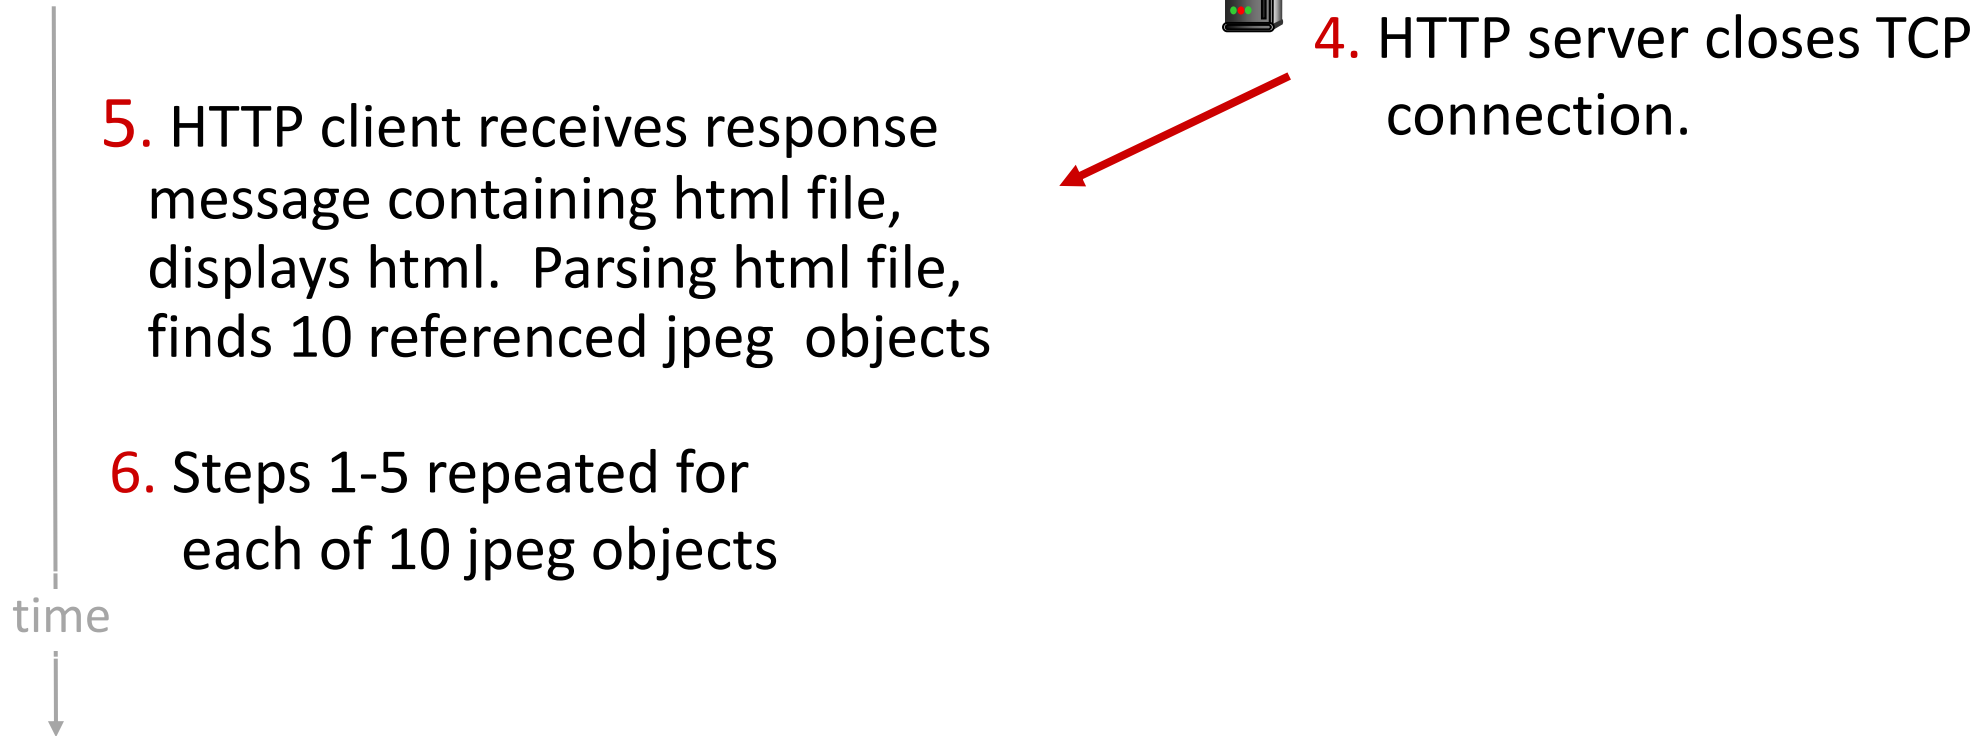 4. HTTP server closes TCP
connection.
5. HTTP client receives response
message containing html file,
displays html.  Parsing html file,
finds 10 referenced jpeg  objects
6. Steps 1-5 repeated for
each of 10 jpeg objects
time